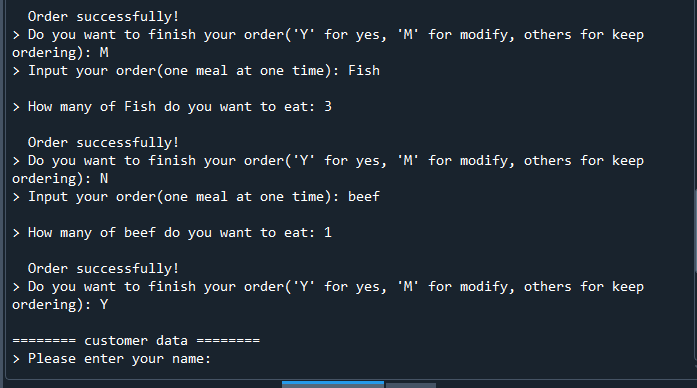 Order successfully!
> Do you want to finish your order('Y' for yes, 'M' for modify, others for keep
ordering): M
> Input your order(one meal at one time): Fish
> How many of Fish do you want to eat: 3
Order successfully!
> Do you want to finish your order('Y' for yes, 'M' for modify, others for keep
ordering): N
> Input your order(one meal at one time): beef
> How many of beef do you want to eat: 1
Order successfully!
> Do you want to finish your order('Y' for yes, 'M' for modify, others for keep
ordering): Y
======== customer data ========
> Please enter your name: